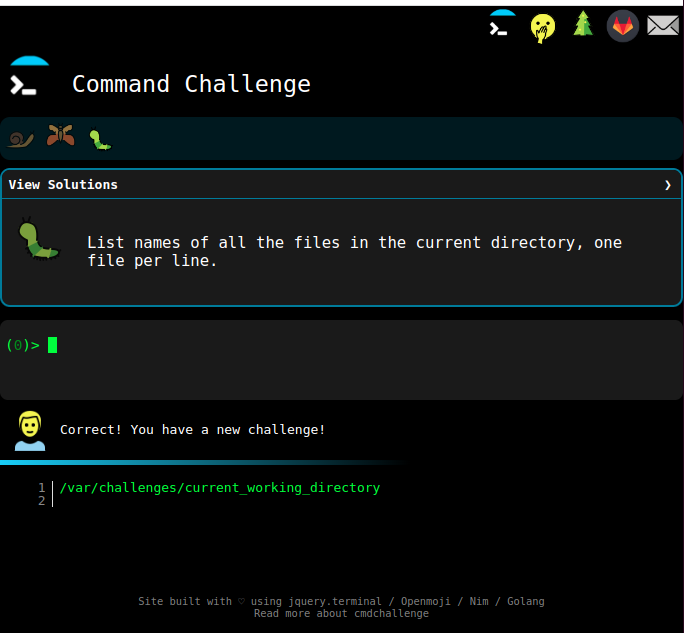 Command Challenge
View Solutions ❯
List names of all the files in the current directory, one
file per line.
(0)>
Correct! You have a new challenge!
1 /var/challenges/current_working_directory
2
Site built with ♡ using jquery.terminal / Openmoji / Nim / Golang
Read more about cmdchallenge